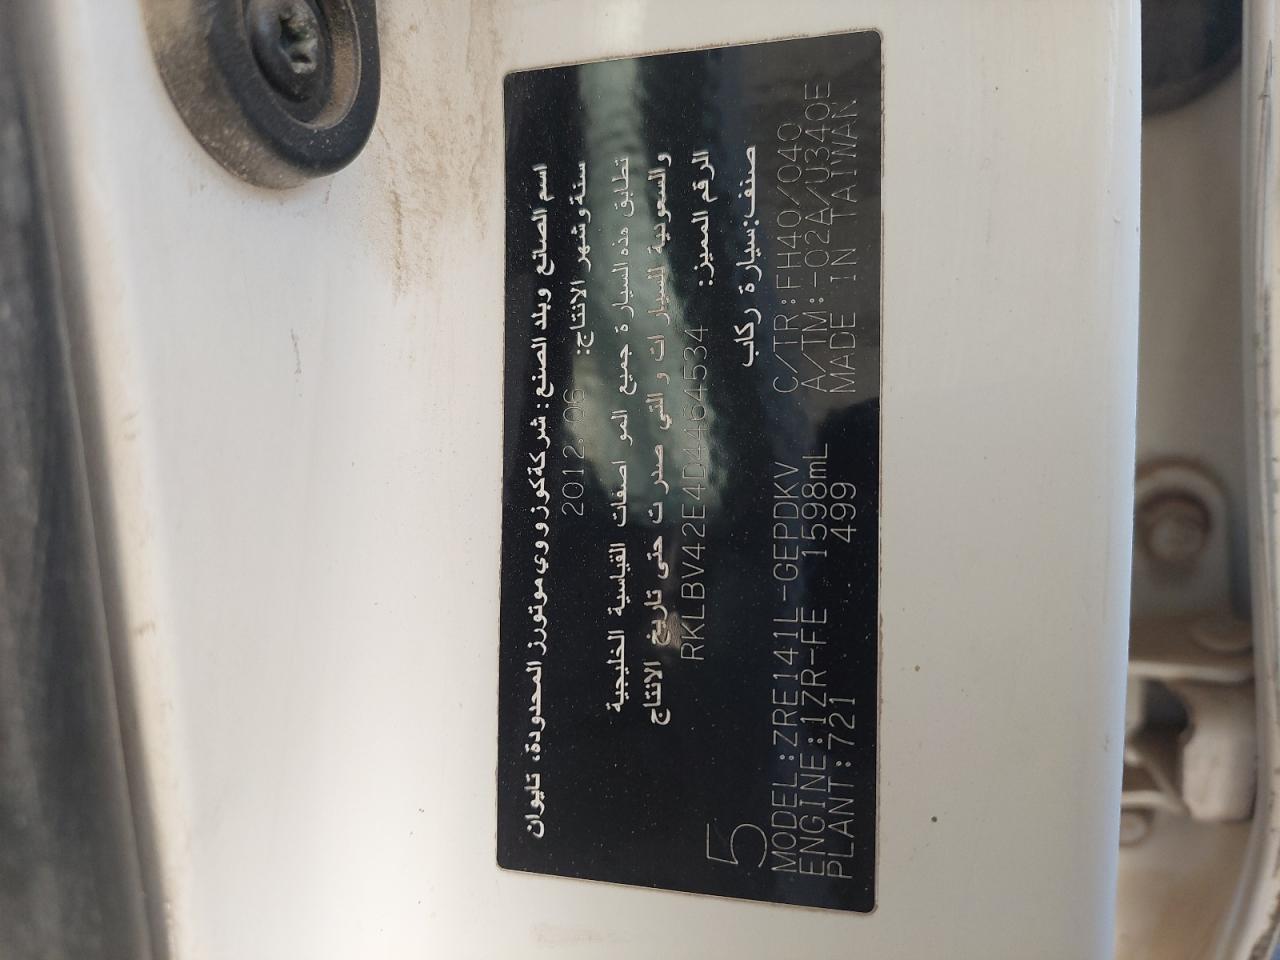 اسم الصانع وبلد الصنع: شركة كوزووي موتورز المحدودة، تايوان
سنة وشهر الانتاج: 2012.06
تطابق هذه السيارة جميع المواصفات القياسية الخليجية
والسعودية للسيارات والتي صدرت حتى تاريخ الانتاج
الرقم المميز: RKLBV42E4D4464534
صنف: سيارة ركاب
5
MODEL:ZRE141L-GEPDKV C/TR:FH40/040
ENGINE:1ZR-FE 1598mL A/TM:-02A/U340E
PLANT:721 499 MADE IN TAIWAN